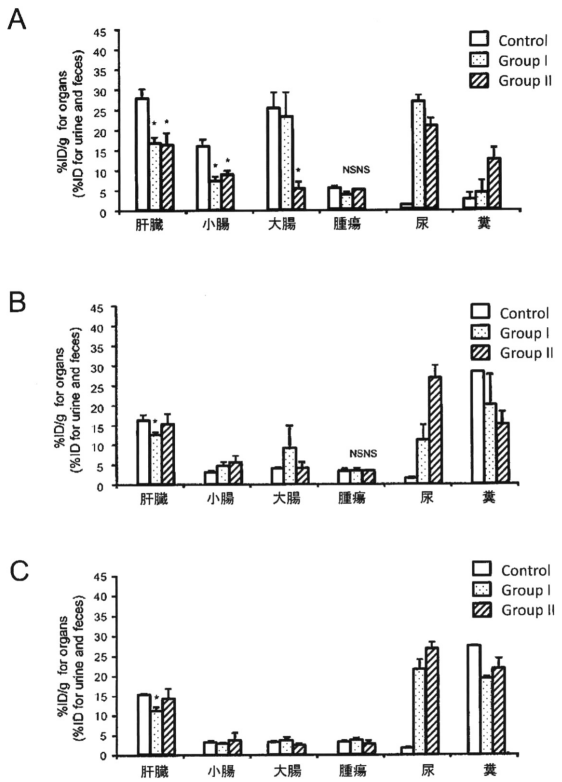 A
%ID/g for organs
(%ID for urine and feces)
45
40
35
30
25
20
15
10
5
0
Control
Group I
Group II
*
*
*
*
*
NSNS
肝臓
小腸
大腸
腫瘍
尿
糞
B
%ID/g for organs
(%ID for urine and feces)
45
40
35
30
25
20
15
10
5
0
Control
Group I
Group II
*
NSNS
肝臓
小腸
大腸
腫瘍
尿
糞
C
%ID/g for organs
(%ID for urine and feces)
45
40
35
30
25
20
15
10
5
0
Control
Group I
Group II
*
肝臓
小腸
大腸
腫瘍
尿
糞